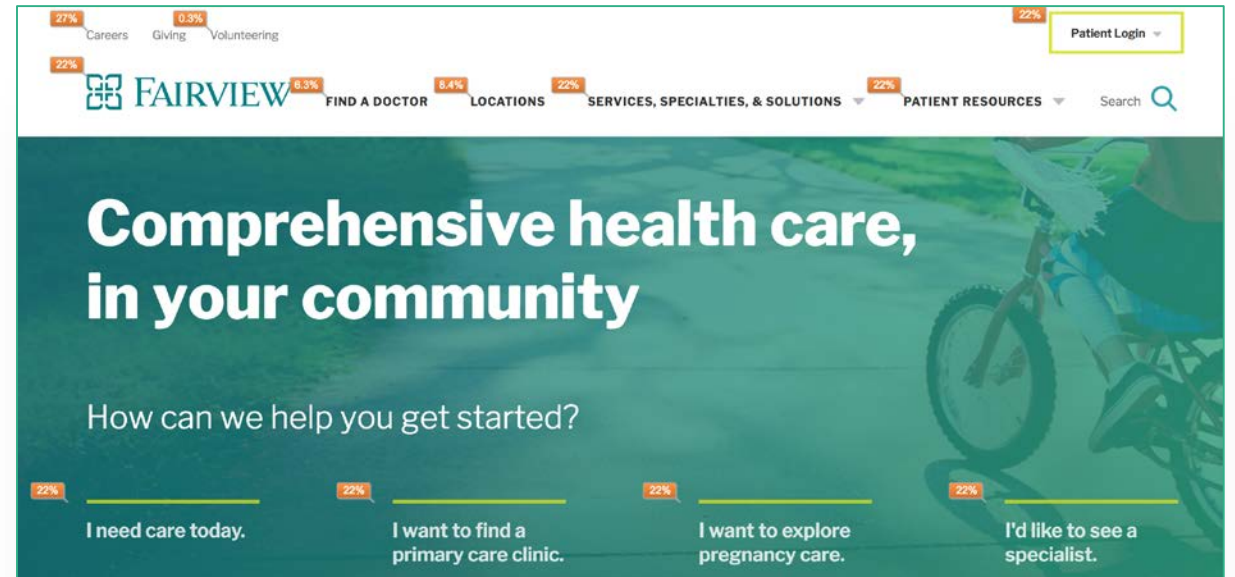 27% 0.3% 22%
Careers Giving Volunteering Patient Login
22% 6.3% 8.4% 22% 22%
FAIRVIEW FIND A DOCTOR LOCATIONS SERVICES, SPECIALTIES, & SOLUTIONS PATIENT RESOURCES Search
Comprehensive health care,
in your community
How can we help you get started?
22% 22% 22% 22%
I need care today. I want to find a primary care clinic. I want to explore pregnancy care. I'd like to see a specialist.